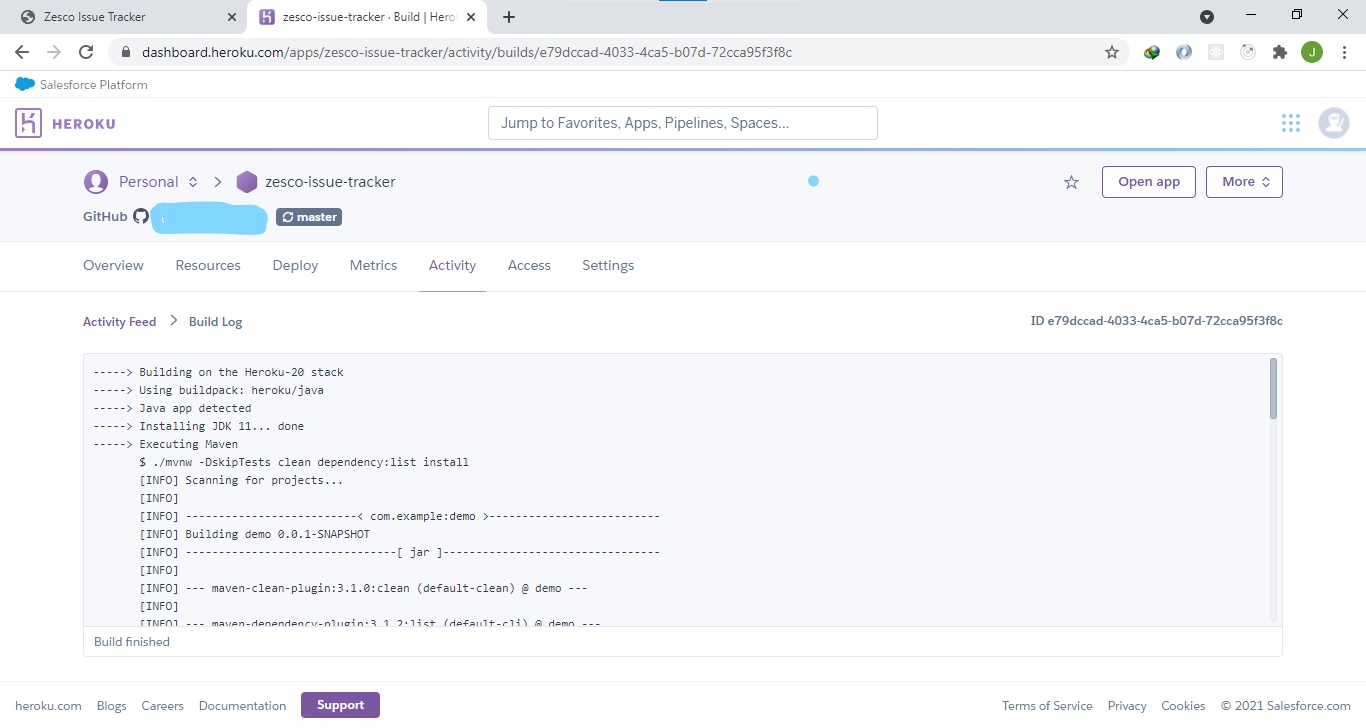 Zesco Issue Tracker
zesco-issue-tracker · Build | Hero
dashboard.heroku.com/apps/zesco-issue-tracker/activity/builds/e79dccad-4033-4ca5-b07d-72cca95f3f8c
J
Salesforce Platform
HEROKU
Jump to Favorites, Apps, Pipelines, Spaces...
Personal
zesco-issue-tracker
Open app
More
GitHub
master
Overview
Resources
Deploy
Metrics
Activity
Access
Settings
Activity Feed > Build Log
ID e79dccad-4033-4ca5-b07d-72cca95f3f8c
-----> Building on the Heroku-20 stack
-----> Using buildpack: heroku/java
-----> Java app detected
-----> Installing JDK 11... done
-----> Executing Maven
$ ./mvnw -DskipTests clean dependency:list install
[INFO] Scanning for projects...
[INFO]
[INFO] --------------------------< com.example:demo >--------------------------
[INFO] Building demo 0.0.1-SNAPSHOT
[INFO] --------------------------------[ jar ]---------------------------------
[INFO]
[INFO] --- maven-clean-plugin:3.1.0:clean (default-clean) @ demo ---
[INFO]
[INFO] --- maven-dependency-plugin:3.1.2:list (default-cli) @ demo ---
Build finished
heroku.com
Blogs
Careers
Documentation
Support
Terms of Service
Privacy
Cookies
© 2021 Salesforce.com